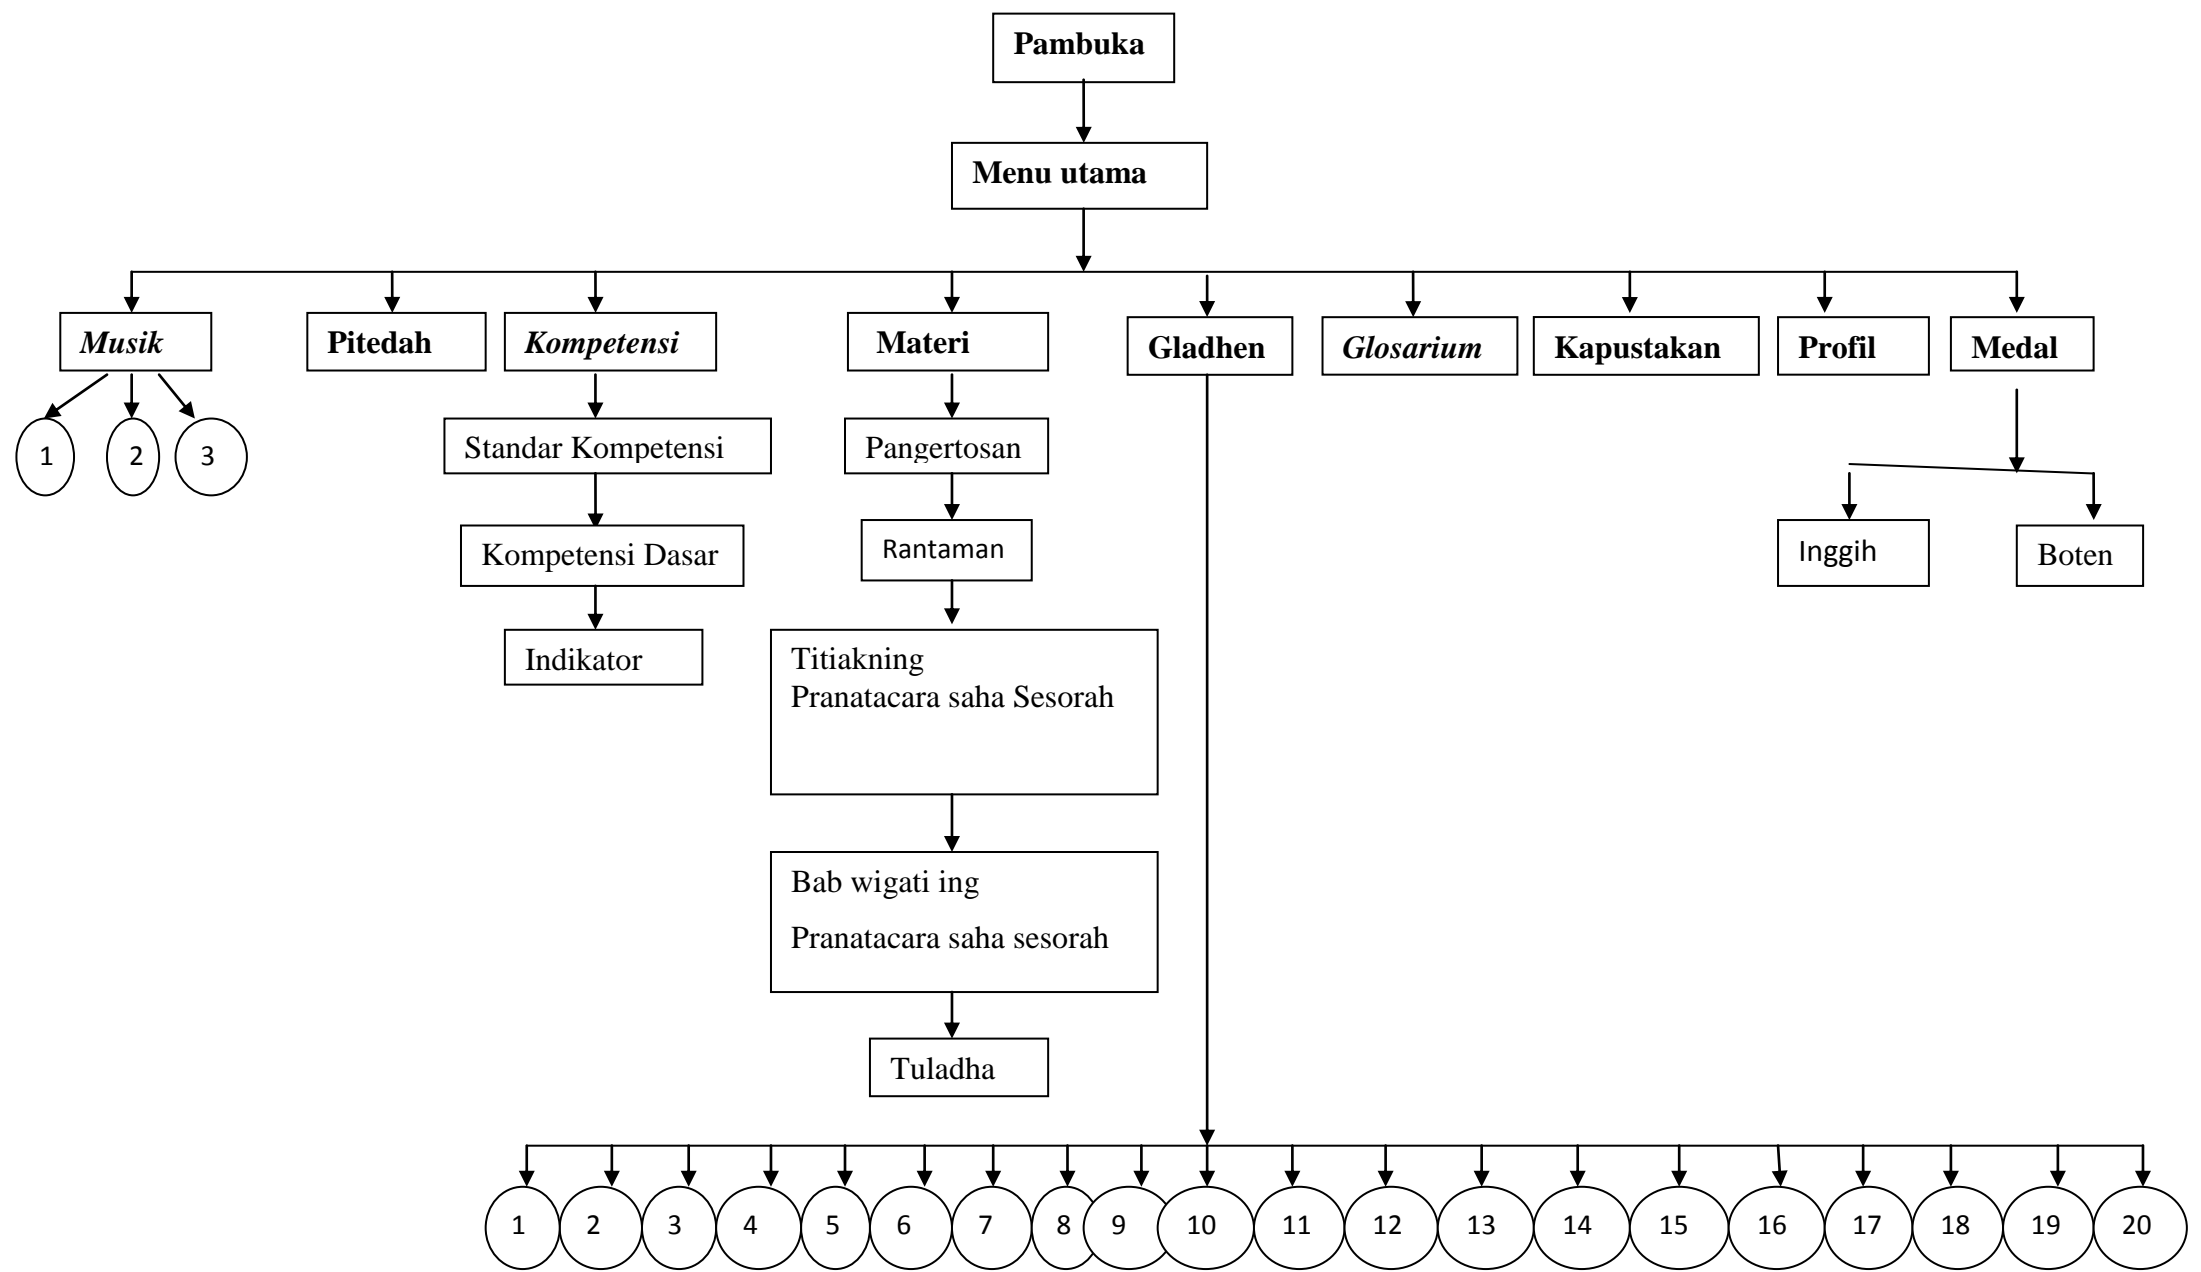 Pambuka
Menu utama
Musik
Pitedah
Kompetensi
Materi
Gladhen
Glosarium
Kapustakan
Profil
Medal
1
2
3
Standar Kompetensi
Pangertosan
Kompetensi Dasar
Rantaman
Inggih
Boten
Indikator
Titiakning
Pranatacara saha Sesorah
Bab wigati ing
Pranatacara saha sesorah
Tuladha
1
2
3
4
5
6
7
8
9
10
11
12
13
14
15
16
17
18
19
20